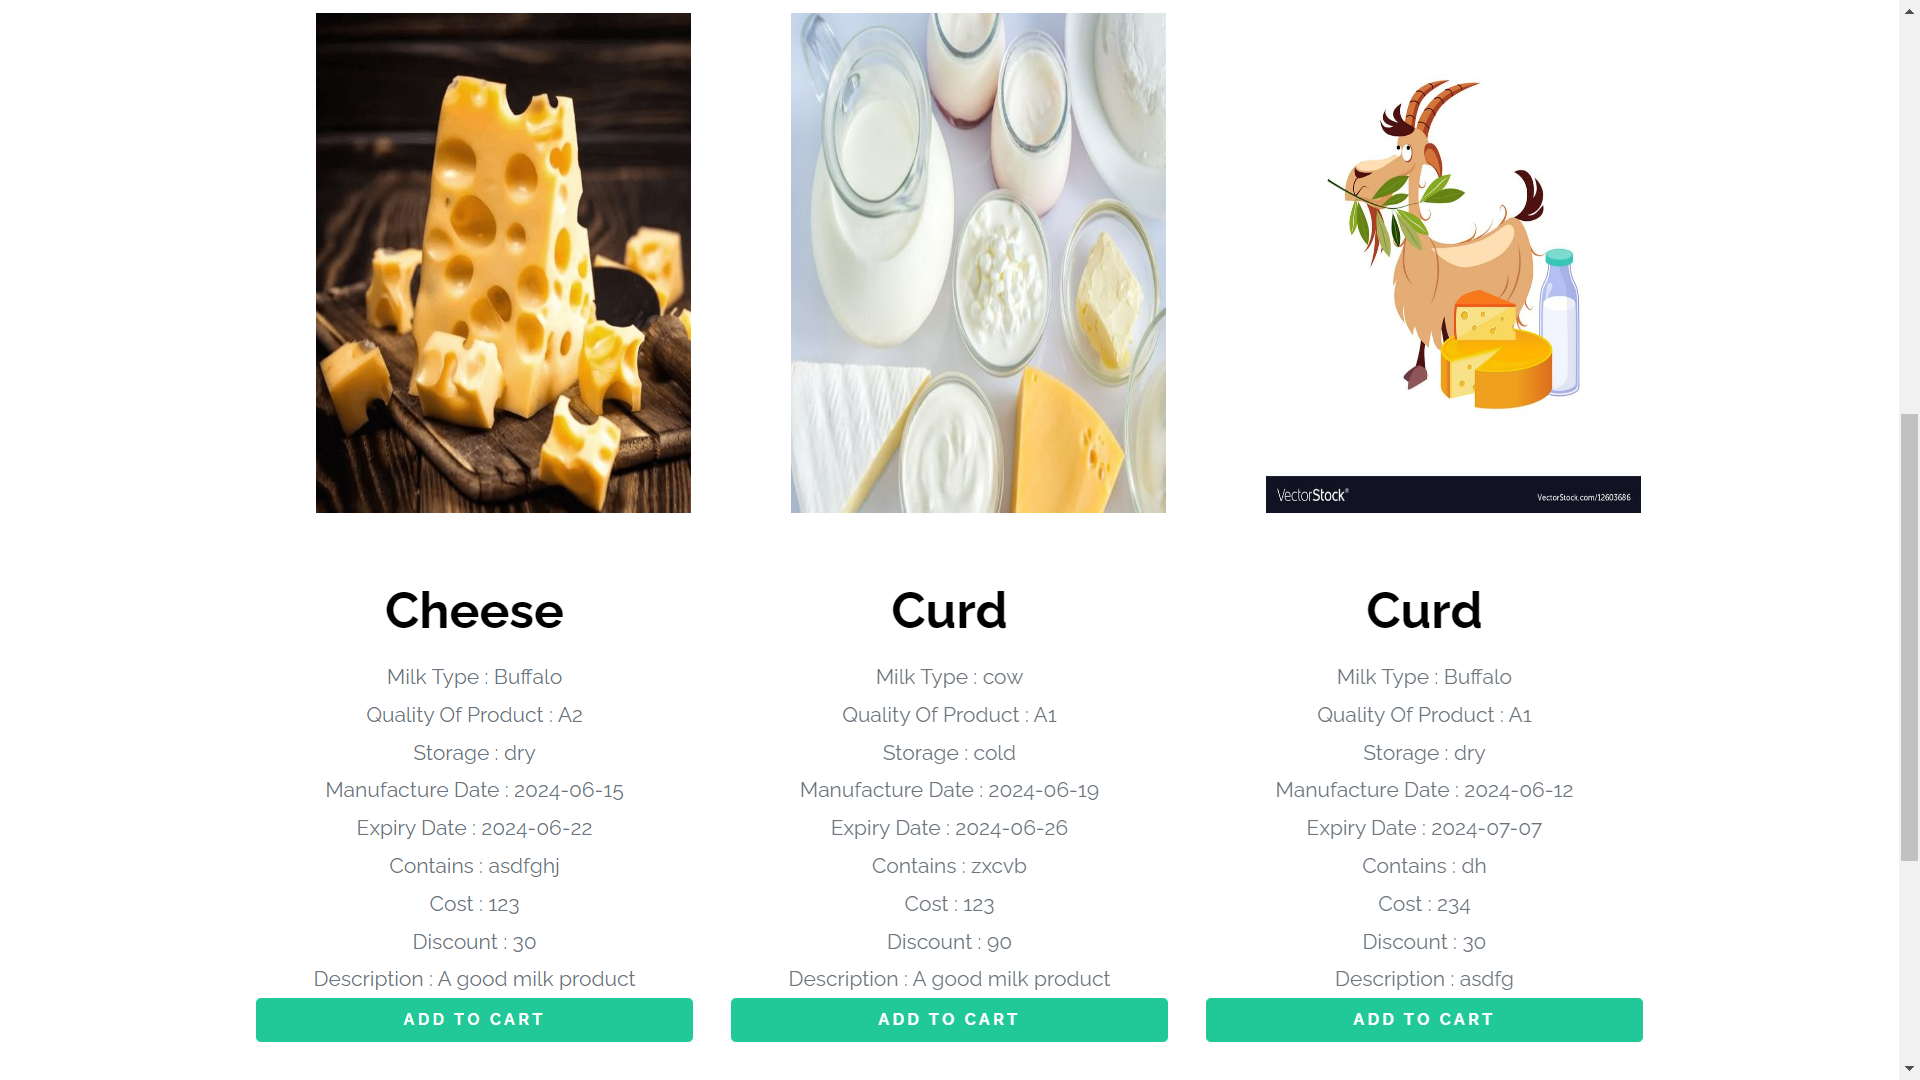 VectorStock®
VectorStock.com/12603686
Cheese
Milk Type : Buffalo
Quality Of Product : A2
Storage : dry
Manufacture Date : 2024-06-15
Expiry Date : 2024-06-22
Contains : asdfghj
Cost : 123
Discount : 30
Description : A good milk product
ADD TO CART
Curd
Milk Type : cow
Quality Of Product : A1
Storage : cold
Manufacture Date : 2024-06-19
Expiry Date : 2024-06-26
Contains : zxcvb
Cost : 123
Discount : 90
Description : A good milk product
ADD TO CART
Curd
Milk Type : Buffalo
Quality Of Product : A1
Storage : dry
Manufacture Date : 2024-06-12
Expiry Date : 2024-07-07
Contains : dh
Cost : 234
Discount : 30
Description : asdfg
ADD TO CART